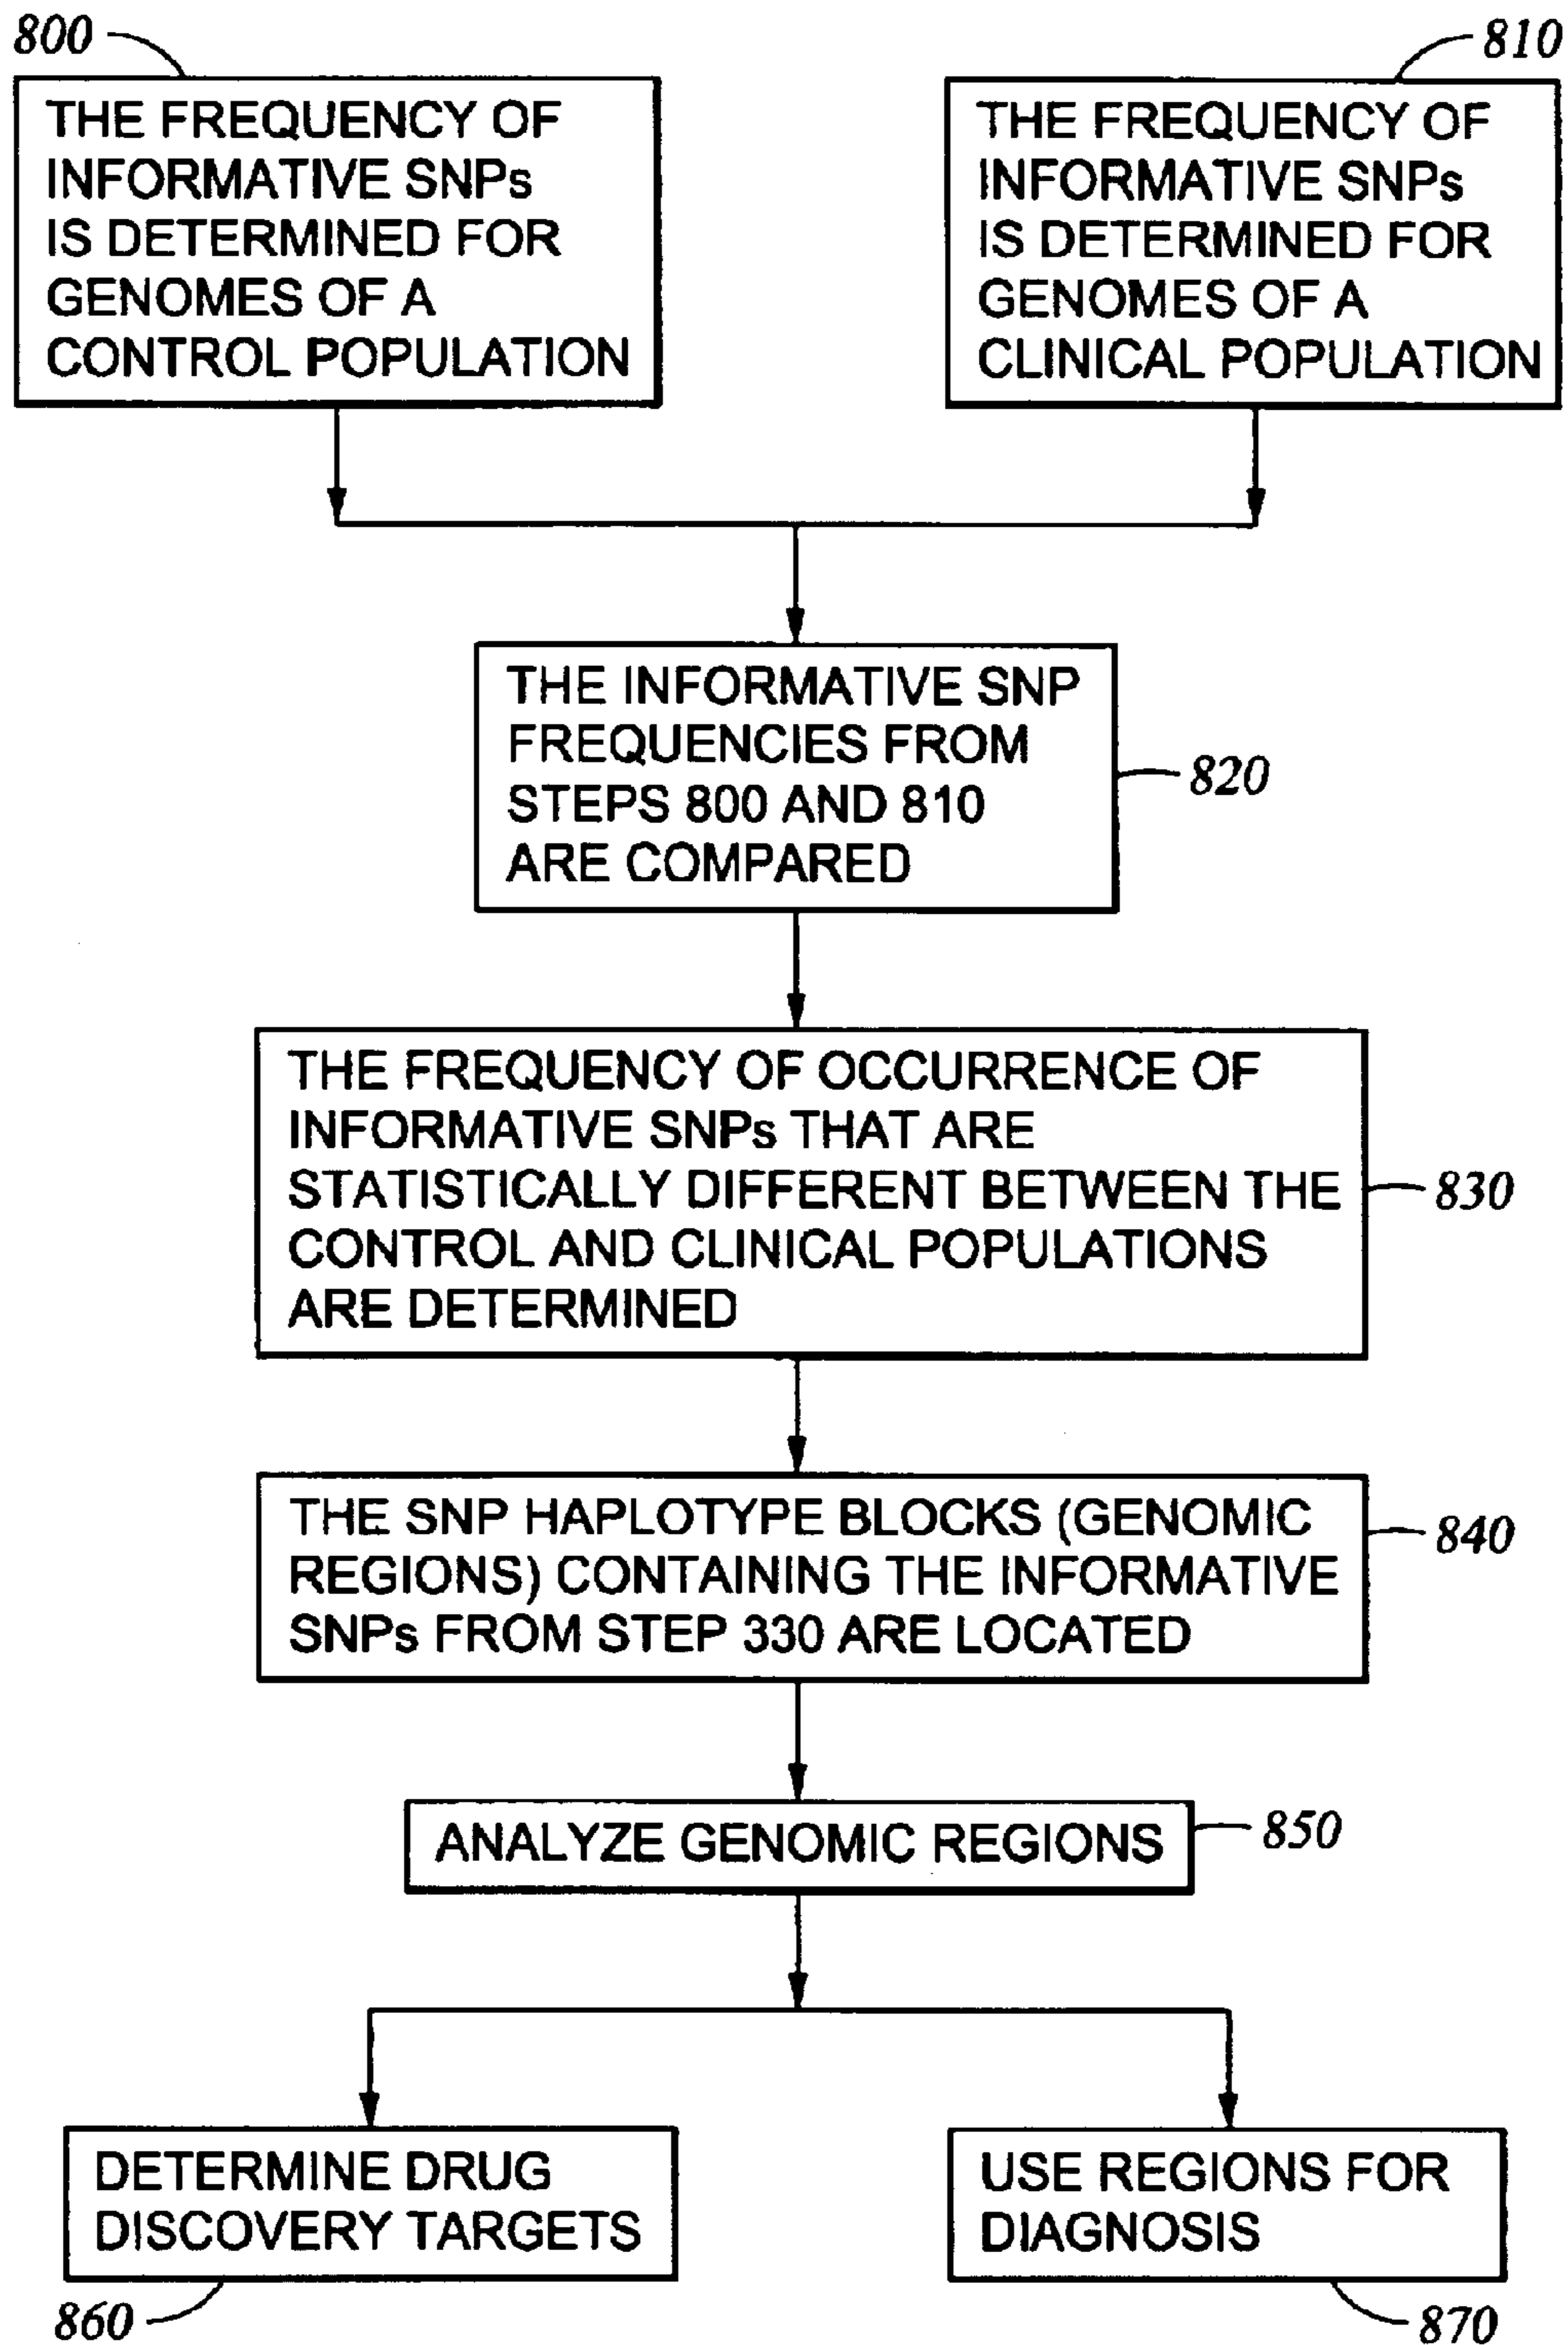 800
THE FREQUENCY OF
INFORMATIVE SNPs
IS DETERMINED FOR
GENOMES OF A
CONTROL POPULATION
810
THE FREQUENCY OF
INFORMATIVE SNPs
IS DETERMINED FOR
GENOMES OF A
CLINICAL POPULATION
THE INFORMATIVE SNP
FREQUENCIES FROM
STEPS 800 AND 810
ARE COMPARED
820
THE FREQUENCY OF OCCURRENCE OF
INFORMATIVE SNPs THAT ARE
STATISTICALLY DIFFERENT BETWEEN THE
CONTROL AND CLINICAL POPULATIONS
ARE DETERMINED
830
THE SNP HAPLOTYPE BLOCKS (GENOMIC
REGIONS) CONTAINING THE INFORMATIVE
SNPs FROM STEP 330 ARE LOCATED
840
ANALYZE GENOMIC REGIONS
850
DETERMINE DRUG
DISCOVERY TARGETS
860
USE REGIONS FOR
DIAGNOSIS
870